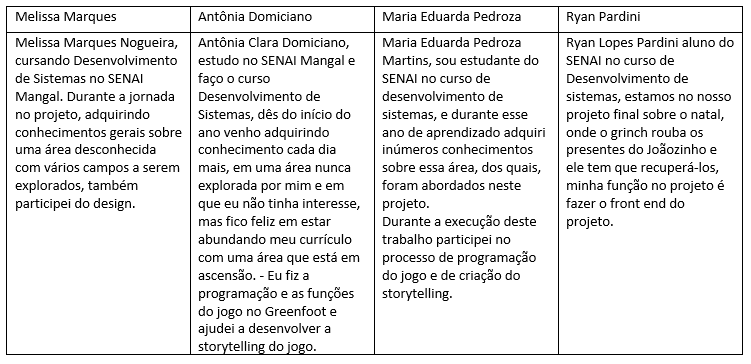 Melissa Marques
Antônia Domiciano
Maria Eduarda Pedroza
Ryan Pardini
Melissa Marques Nogueira,
cursando Desenvolvimento
de Sistemas no SENAI
Mangal. Durante a jornada
no projeto, adquirindo
conhecimentos gerais sobre
uma área desconhecida
com vários campos a serem
explorados, também
participei do design.
Antônia Clara Domiciano,
estudo no SENAI Mangal e
faço o curso
Desenvolvimento de
Sistemas, dês do início do
ano venho adquirindo
conhecimento cada dia
mais, em uma área nunca
explorada por mim e em
que eu não tinha interesse,
mas fico feliz em estar
abundando meu currículo
com uma área que está em
ascensão. - Eu fiz a
programação e as funções
do jogo no Greenfoot e
ajudei a desenvolver a
storytelling do jogo.
Maria Eduarda Pedroza
Martins, sou estudante do
SENAI no curso de
desenvolvimento de
sistemas, e durante esse
ano de aprendizado adquiri
inúmeros conhecimentos
sobre essa área, dos quais,
foram abordados neste
projeto.
Durante a execução deste
trabalho participei no
processo de programação
do jogo e de criação do
storytelling.
Ryan Lopes Pardini aluno do
SENAI no curso de
Desenvolvimento de
sistemas, estamos no nosso
projeto final sobre o natal,
onde o grinch rouba os
presentes do Joãozinho e
ele tem que recuperá-los,
minha função no projeto é
fazer o front end do
projeto.